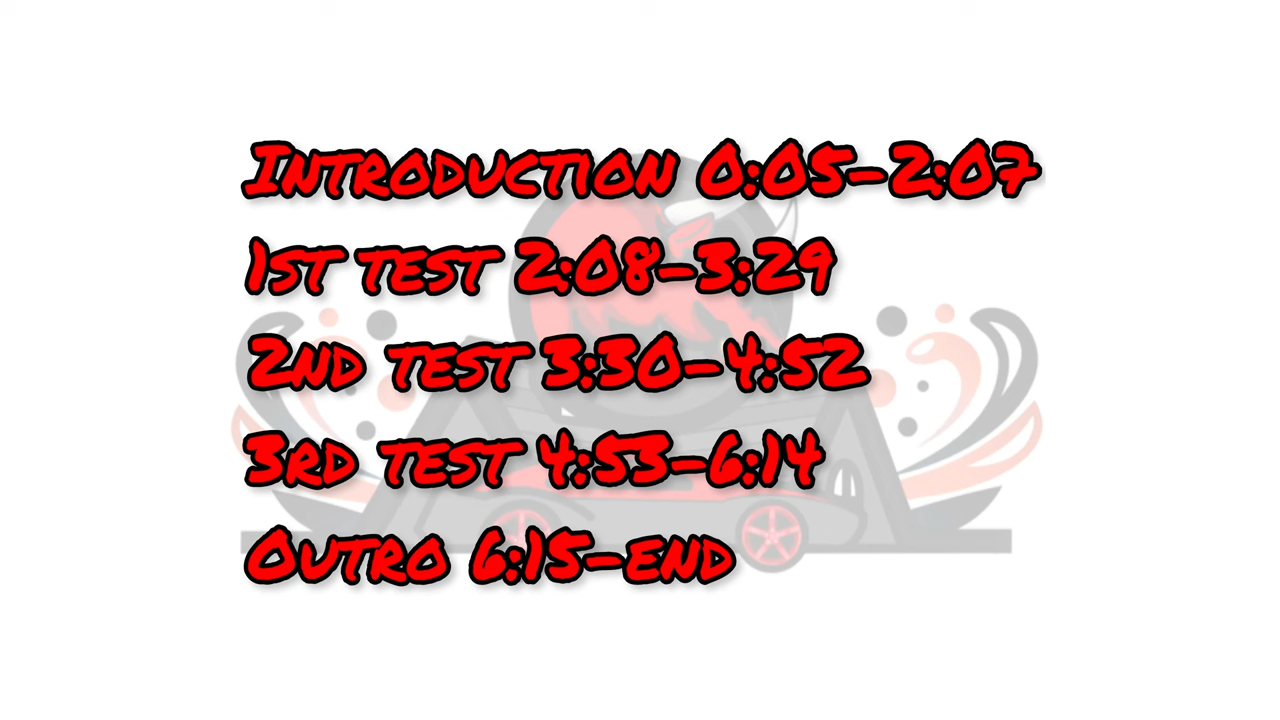 Introduction 0:05-2:07
1st test 2:08-3:29
2nd test 3:30-4:52
3rd test 4:53-6:14
Outro 6:15-end